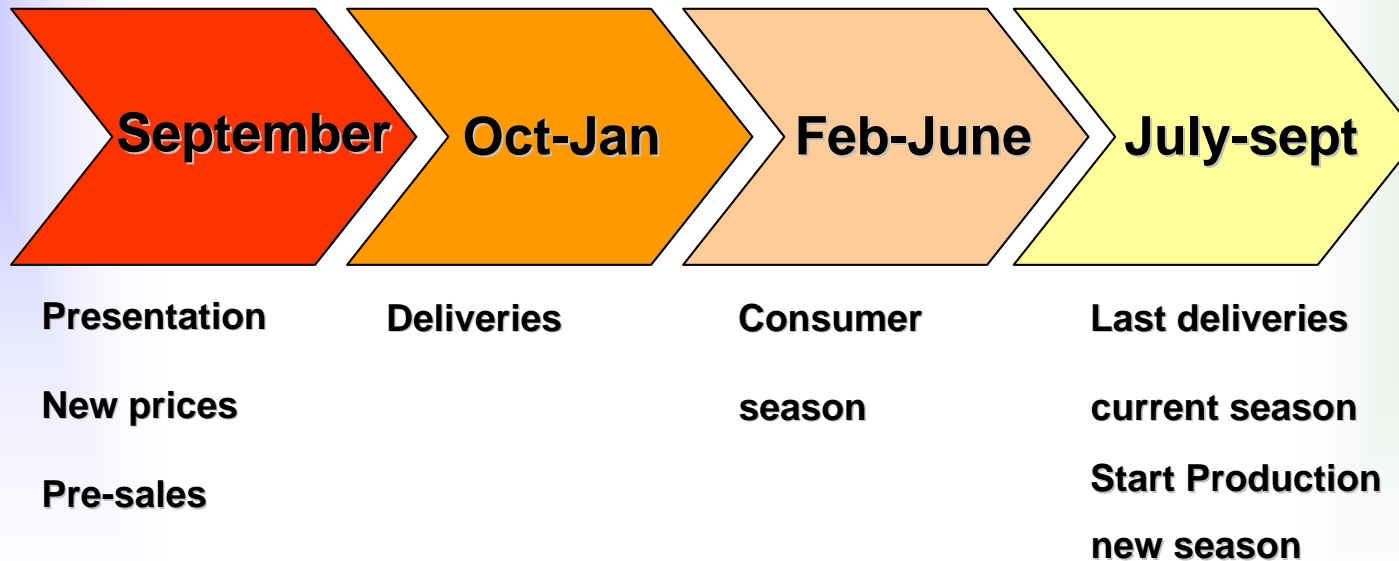 September
Oct-Jan
Feb-June
July-sept
Presentation
New prices
Pre-sales
Deliveries
Consumer
season
Last deliveries
current season
Start Production
new season